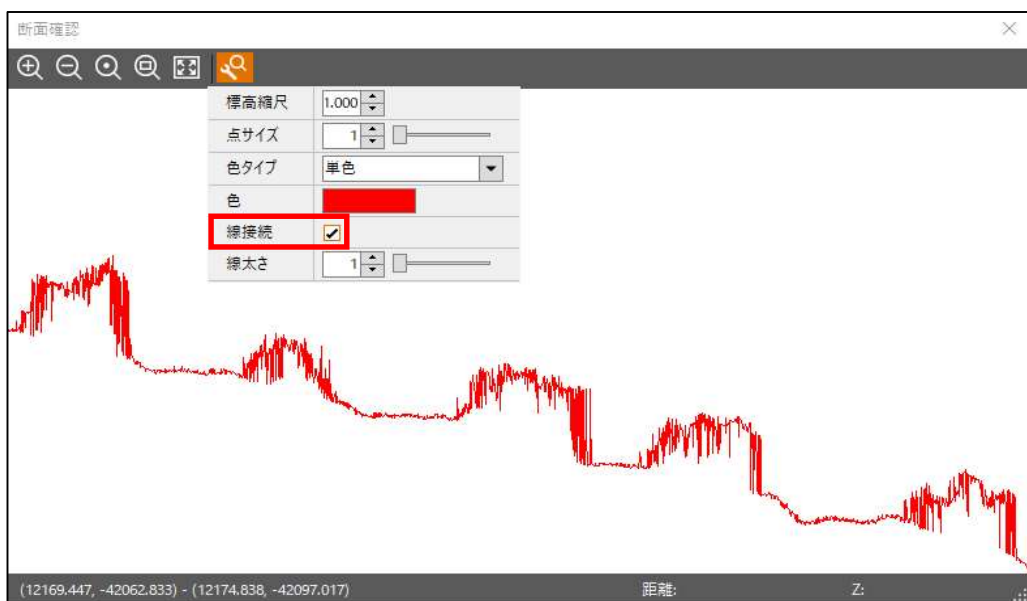 断面確認
標高縮尺 1.000
点サイズ 1
色タイプ 単色
色
線接続
線太さ 1
(12169.447, -42062.833) - (12174.838, -42097.017) 距離: Z: